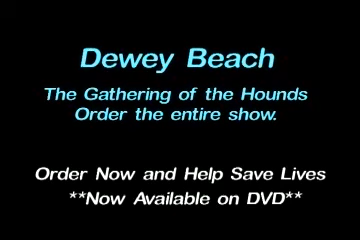 Dewey Beach
The Gathering of the Hounds
Order the entire show.
Order Now and Help Save Lives
**Now Available on DVD**